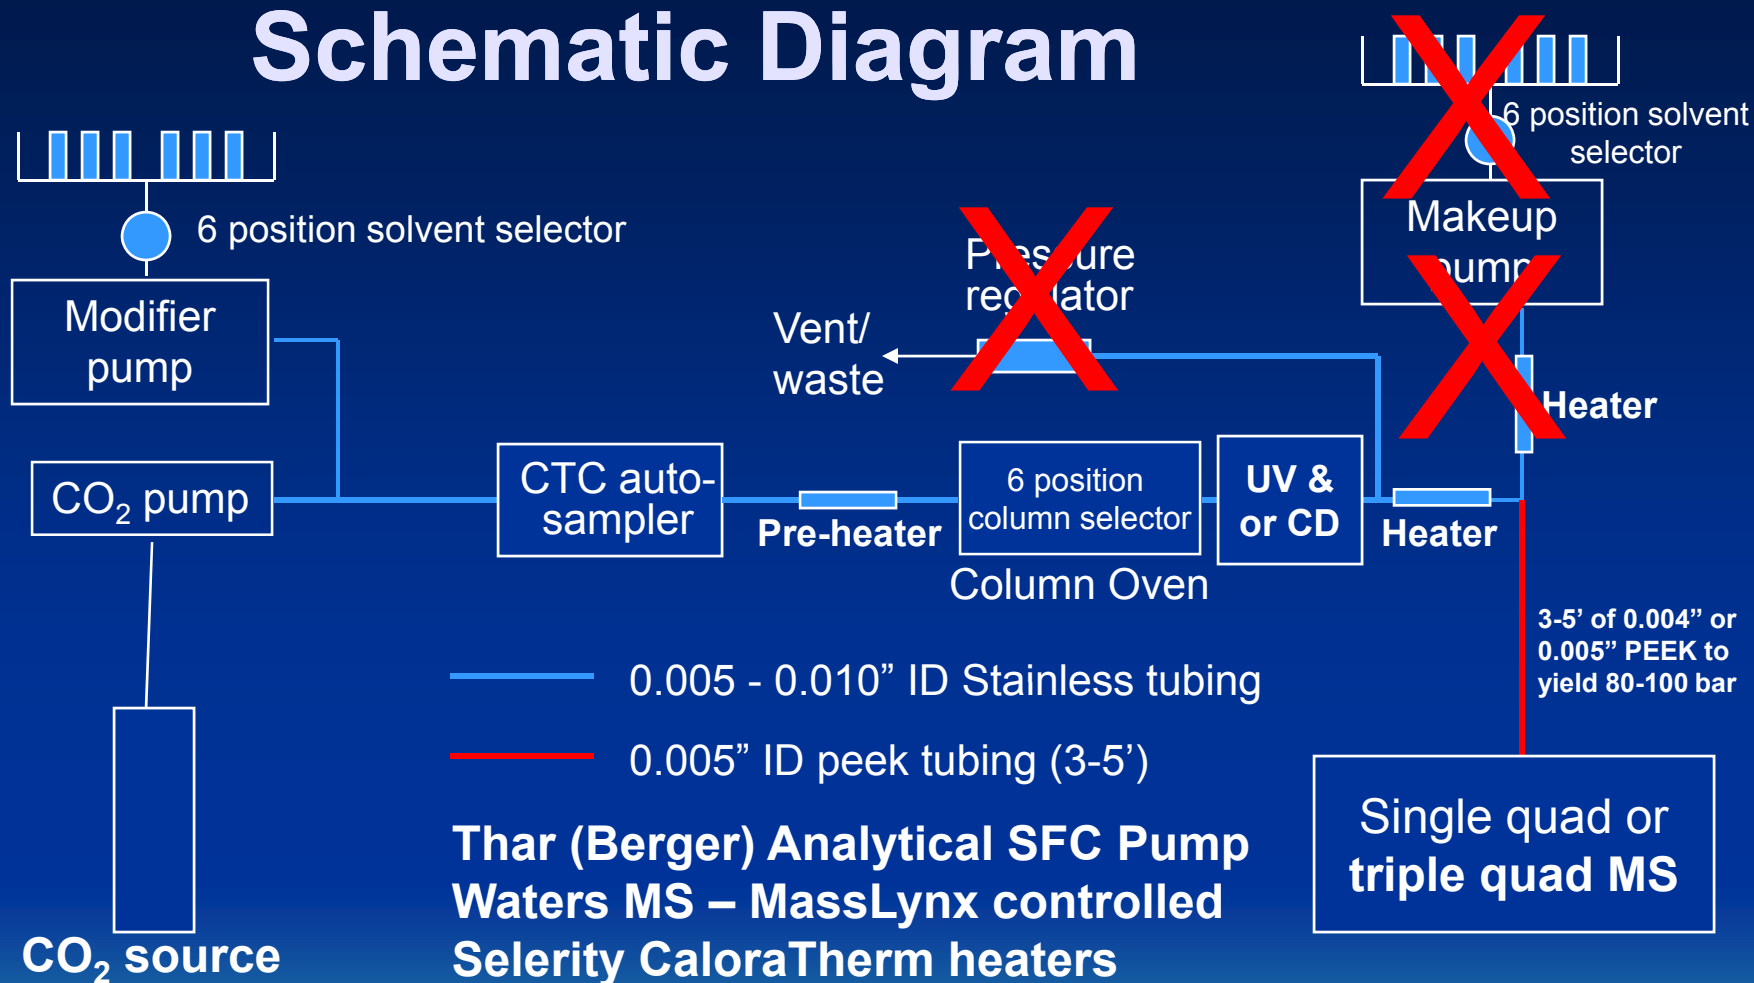 Schematic Diagram
6 position solvent
selector
6 position solvent selector
Makeup
pump
Pressure
regulator
Modifier
pump
Vent/
waste
Heater
CO₂ pump
CTC auto-
sampler
Pre-heater
6 position
column selector
UV &
or CD
Heater
Column Oven
3-5’ of 0.004” or
0.005” PEEK to
yield 80-100 bar
0.005 - 0.010” ID Stainless tubing
0.005” ID peek tubing (3-5’)
Single quad or
triple quad MS
Thar (Berger) Analytical SFC Pump
Waters MS – MassLynx controlled
Selerity CaloraTherm heaters
CO₂ source